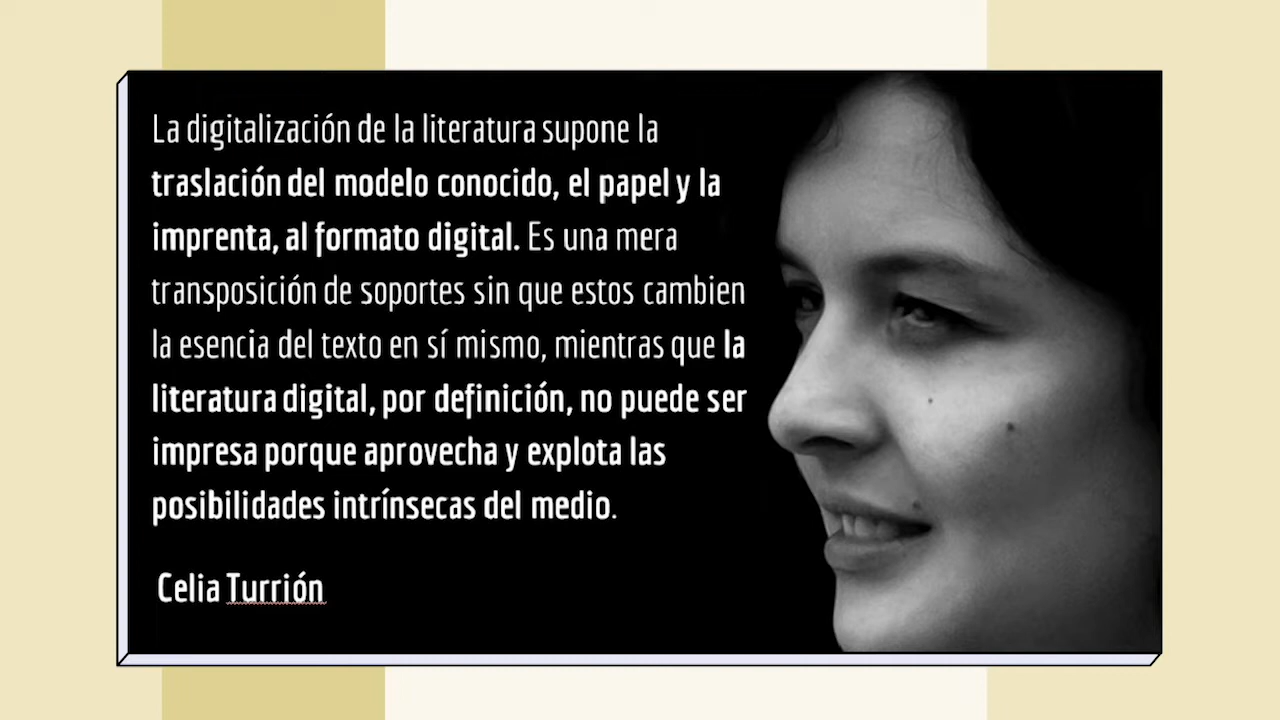 La digitalización de la literatura supone la
traslación del modelo conocido, el papel y la
imprenta, al formato digital. Es una mera
transposición de soportes sin que estos cambien
la esencia del texto en sí mismo, mientras que la
literatura digital, por definición, no puede ser
impresa porque aprovecha y explota las
posibilidades intrínsecas del medio.
Celia Turrión